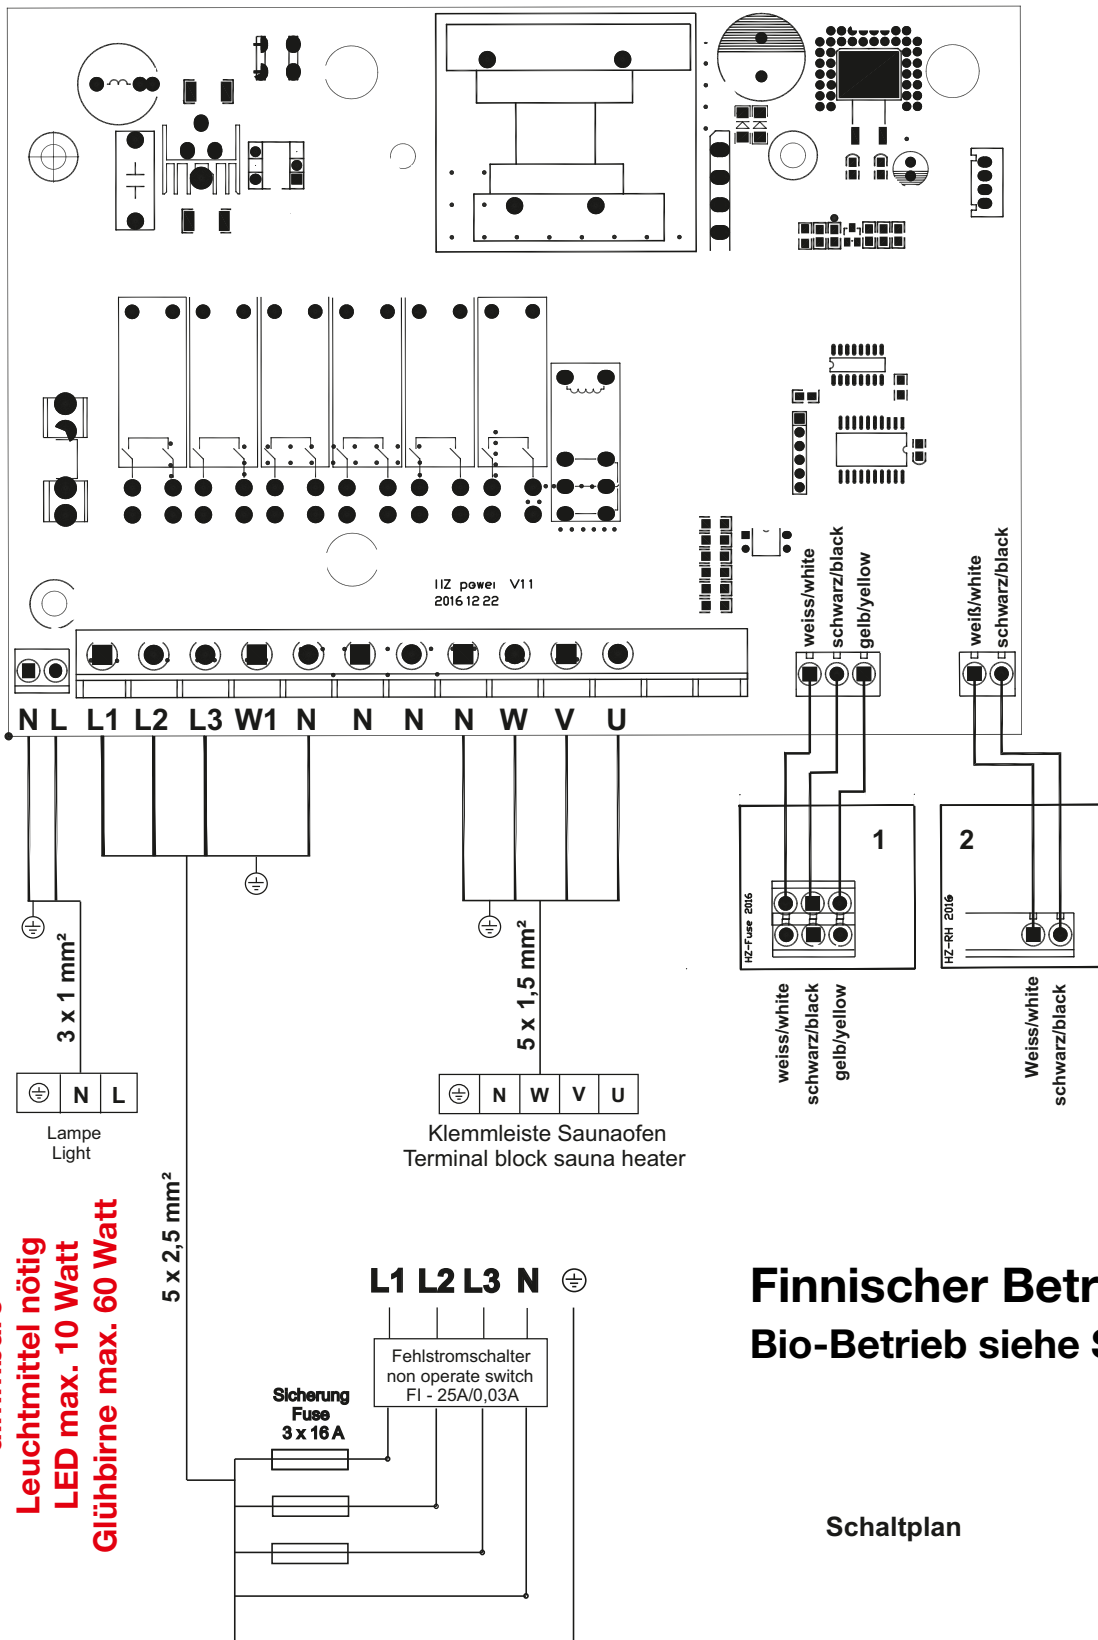 HZ power V1.1
2016 12 22
weiss/white
schwarz/black
gelb/yellow
weiß/white
schwarz/black
N L L1 L2 L3 W1 N N N N W V U
1
2
HZ-Fuse 2016
HZ-RH 2016
weiss/white
schwarz/black
gelb/yellow
Weiss/white
schwarz/black
3 x 1 mm²
5 x 1,5 mm²
N L
Lampe
Light
N W V U
Klemmleiste Saunaofen
Terminal block sauna heater
5 x 2,5 mm²
Leuchtmittel nötig
LED max. 10 Watt
Glühbirne max. 60 Watt
L1 L2 L3 N
Fehlstromschalter
non operate switch
FI - 25A/0,03A
Sicherung
Fuse
3 x 16 A
Finnischer Betr
Bio-Betrieb siehe S
Schaltplan